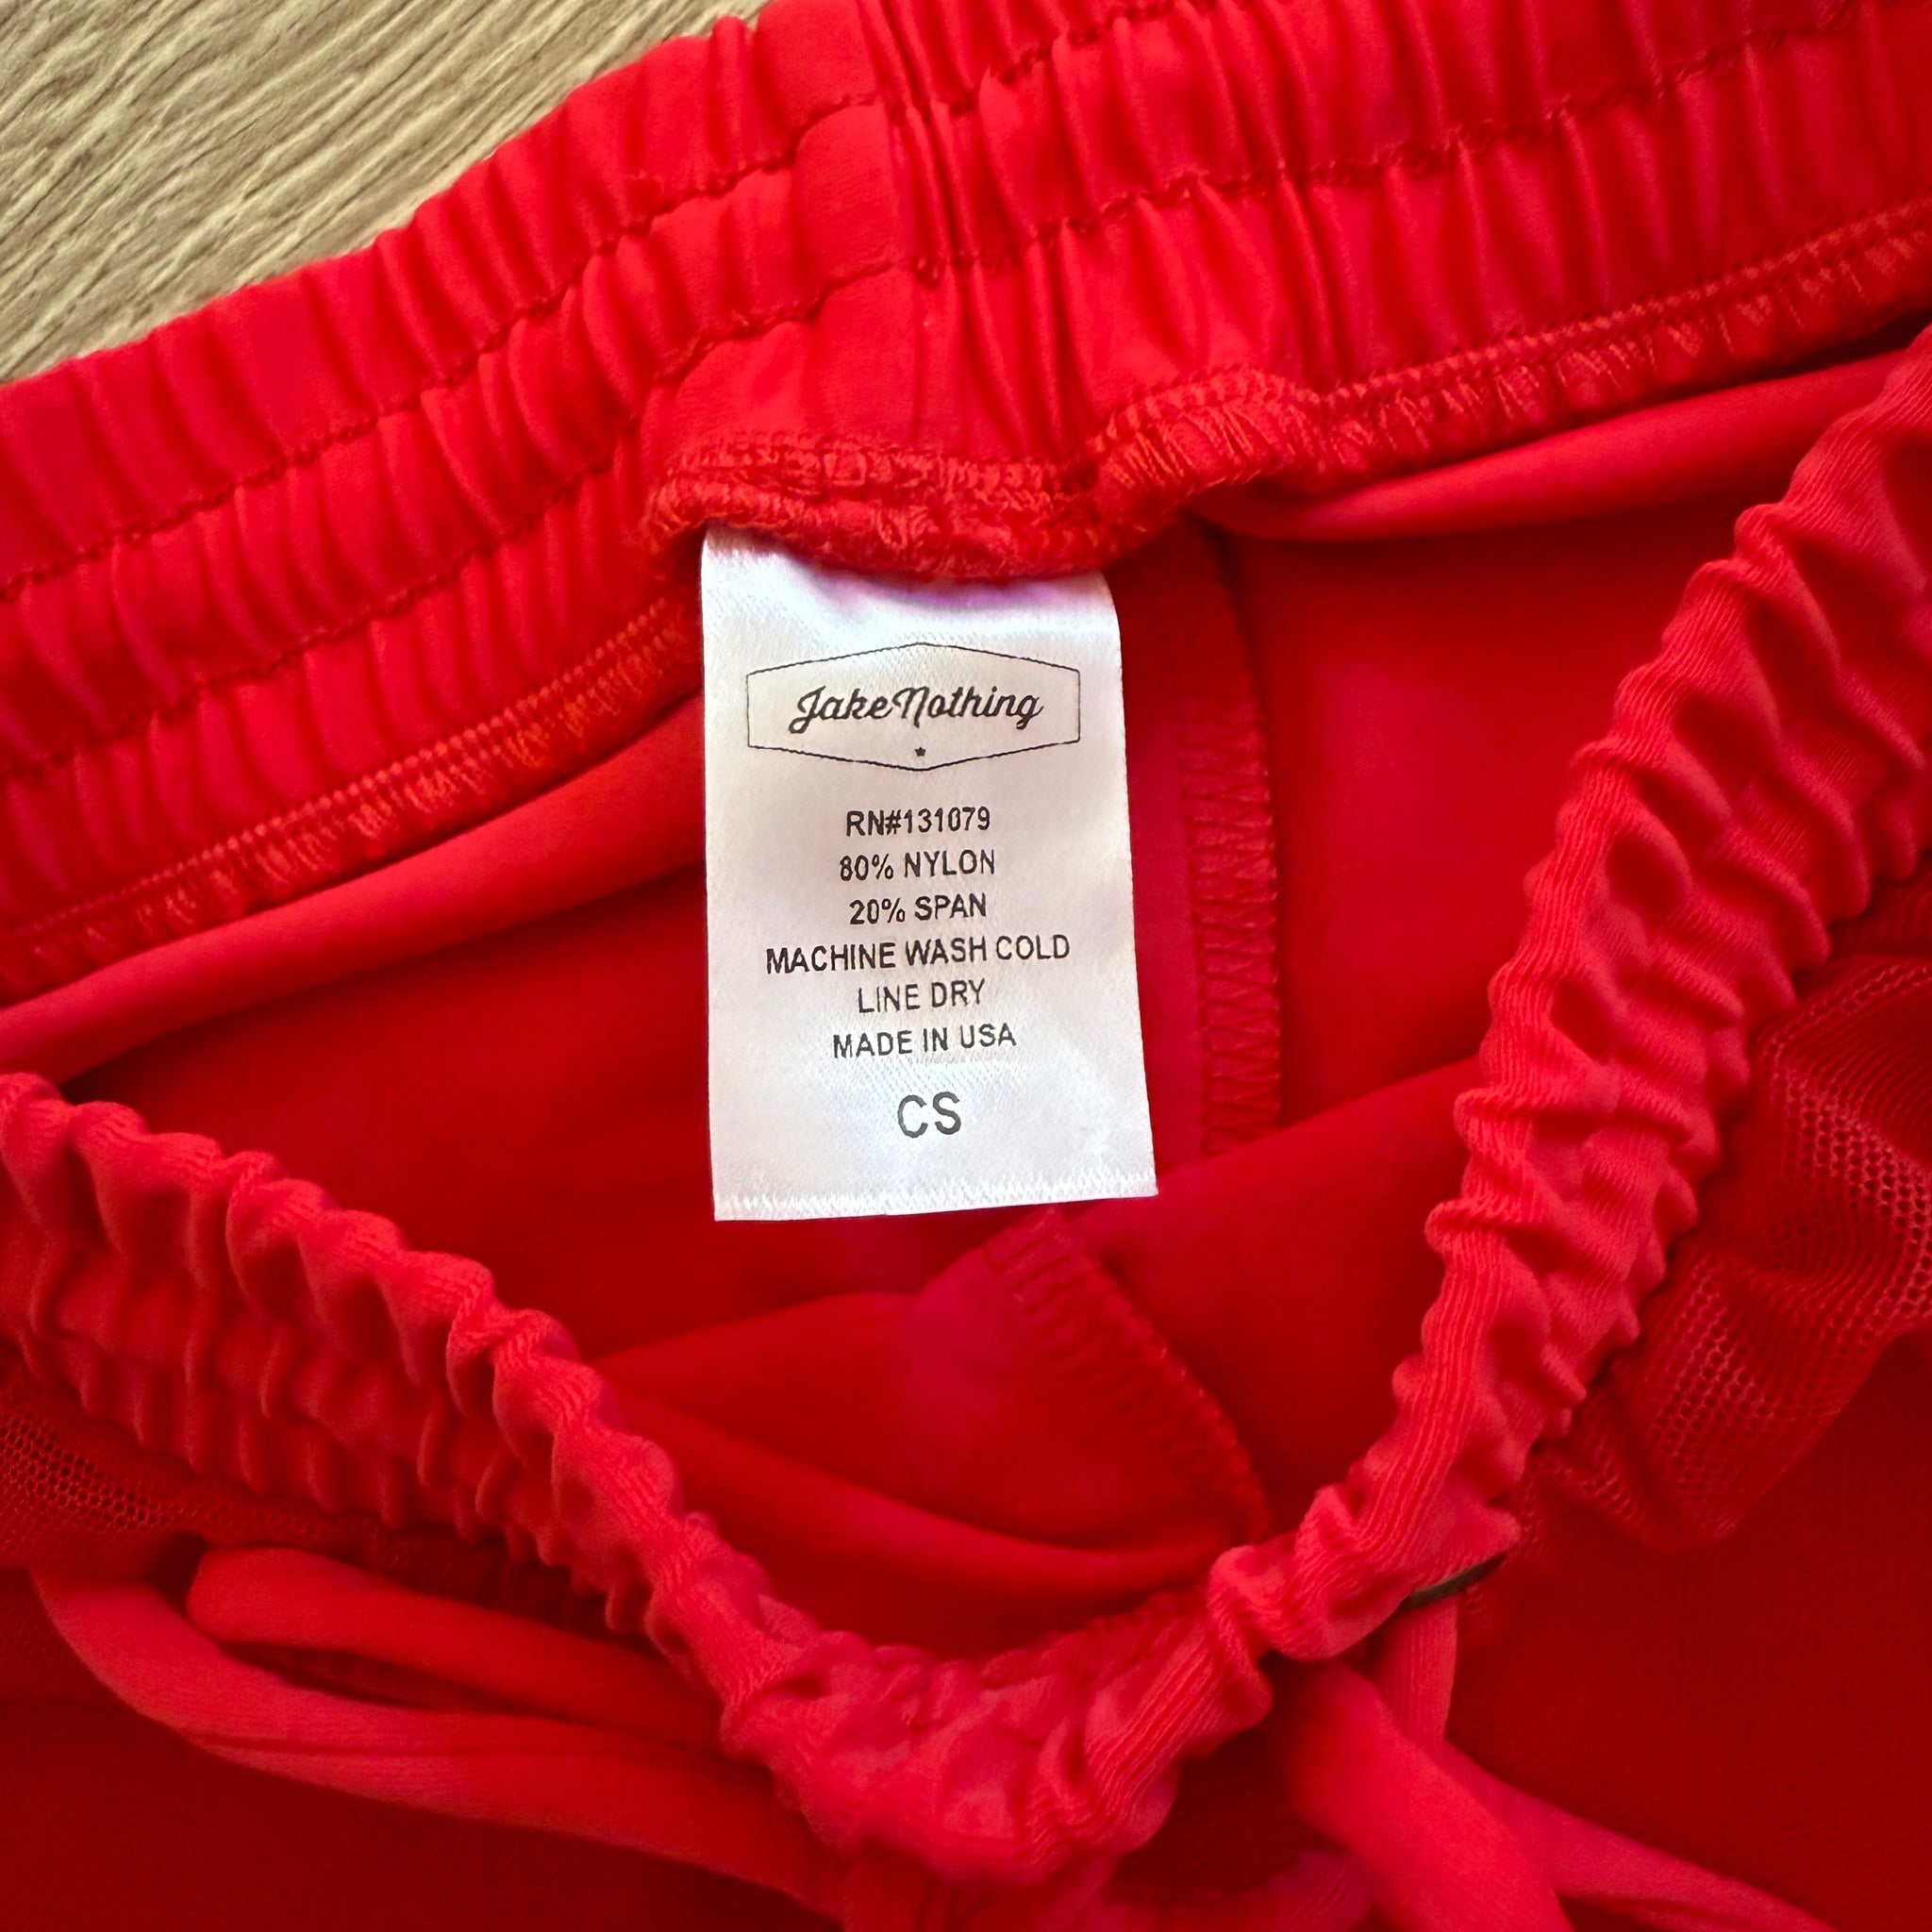 JakeNothing
RN#131079
80% NYLON
20% SPAN
MACHINE WASH COLD
LINE DRY
MADE IN USA
CS